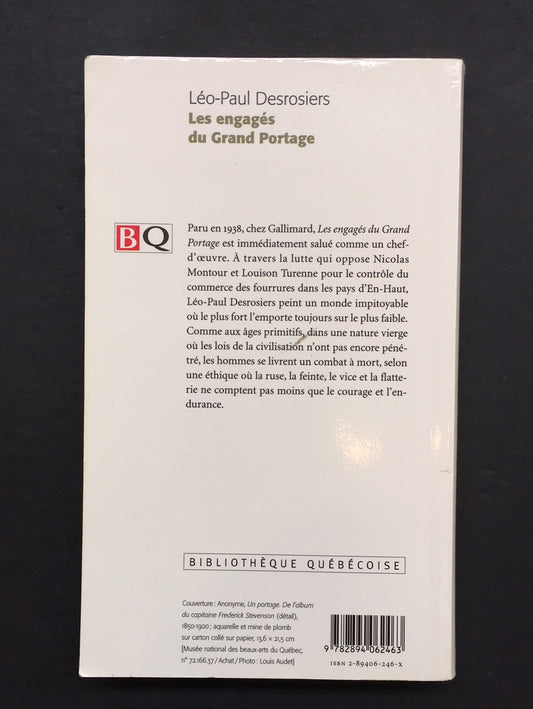 Léo-Paul Desrosiers
Les engagés
du Grand Portage
BQ
Paru en 1938, chez Gallimard, Les engagés du Grand
Portage est immédiatement salué comme un chef-
d'œuvre. À travers la lutte qui oppose Nicolas
Montour et Louison Turenne pour le contrôle du
commerce des fourrures dans les pays d'En-Haut,
Léo-Paul Desrosiers peint un monde impitoyable
où le plus fort l'emporte toujours sur le plus faible.
Comme aux âges primitifs, dans une nature vierge
où les lois de la civilisation n'ont pas encore péné-
tré, les hommes se livrent un combat à mort, selon
une éthique où la ruse, la feinte, le vice et la flatte-
rie ne comptent pas moins que le courage et l'en-
durance.
BIBLIOTHÈQUE QUÉBÉCOISE
Couverture : Anonyme, Un portage. De l'album
du capitaine Frederick Stevenson (détail),
1850-1900 ; aquarelle et mine de plomb
sur carton collé sur papier, 13,6 × 21,5 cm
[Musée national des beaux-arts du Québec,
n° 72.166.37 / Achat / Photo : Louis Audet]
9 782894 062463
ISBN 2-89406-246-X